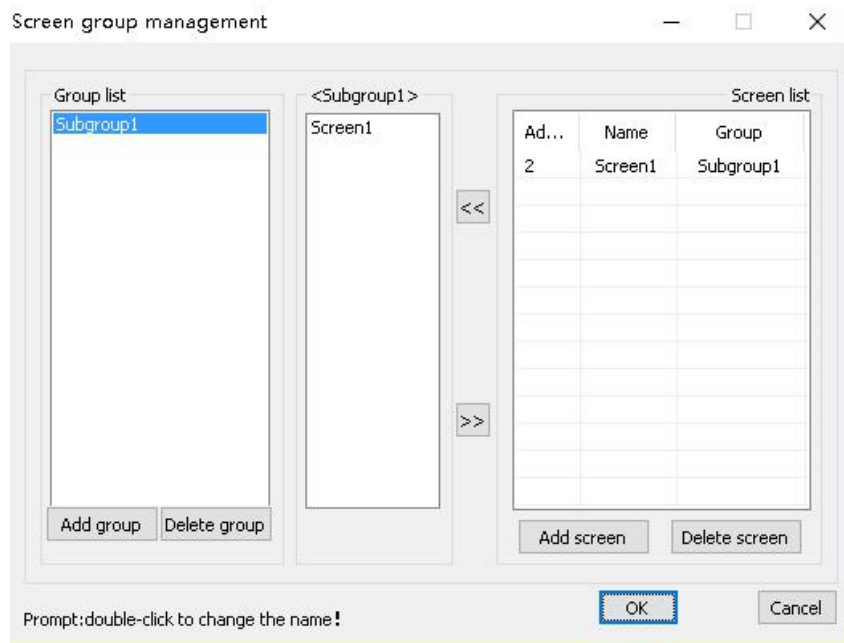 Screen group management
Group list
<Subgroup1>
Screen list
Subgroup1
Screen1
Ad... Name Group
2 Screen1 Subgroup1
<<
>>
Add group Delete group
Add screen Delete screen
OK Cancel
Prompt:double-click to change the name!